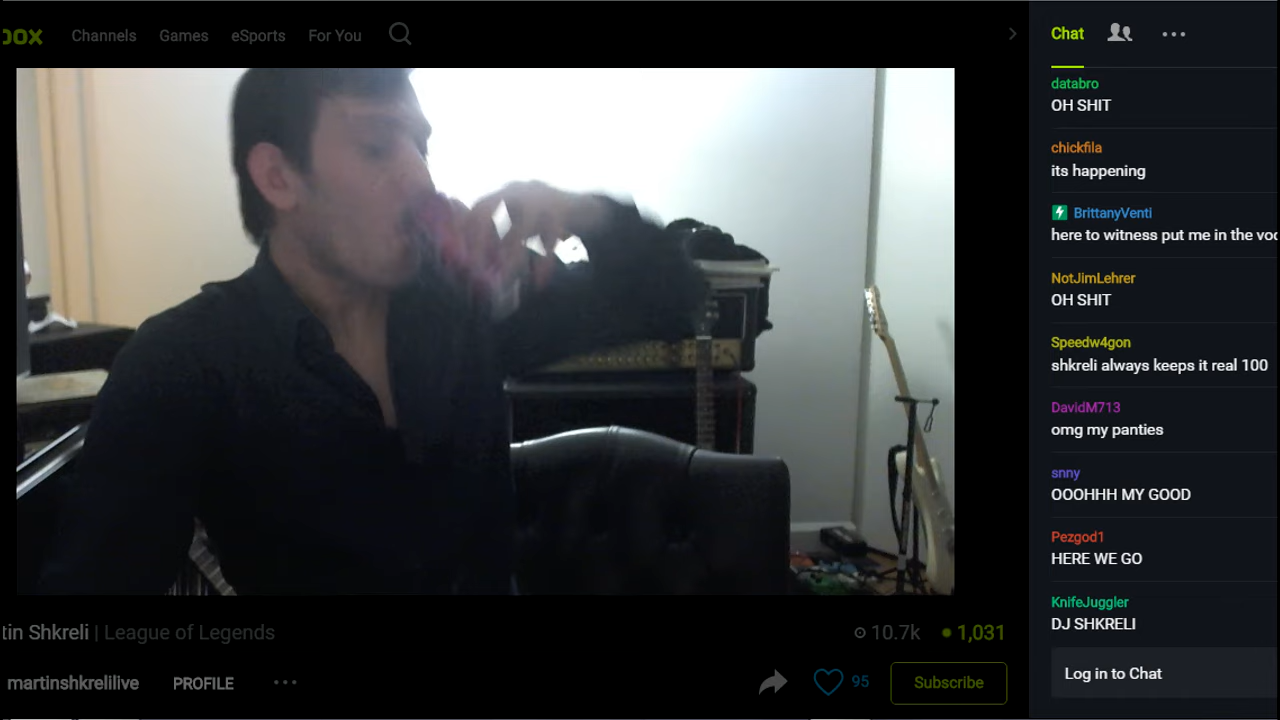 box Channels Games eSports For You
Chat
databro
OH SHIT
chickfila
its happening
BrittanyVenti
here to witness put me in the voo
NotJimLehrer
OH SHIT
Speedw4gon
shkreli always keeps it real 100
DavidM713
omg my panties
snny
OOOHHH MY GOOD
Pezgod1
HERE WE GO
KnifeJuggler
DJ SHKRELI
Log in to Chat
tin Shkreli | League of Legends
10.7k 1,031
martinshkrelilive PROFILE
95 Subscribe